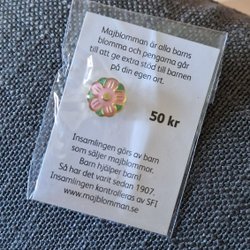 Majblomman är alla barns
blomma och pengarna går
till att ge extra stöd till barnen
på din egen ort.
50 kr
Insamlingen görs av barn
som säljer majblommor.
Barn hjälper barn!
Så har det varit sedan 1907.
Insamlingen kontrolleras av SFI
www.majblomman.se